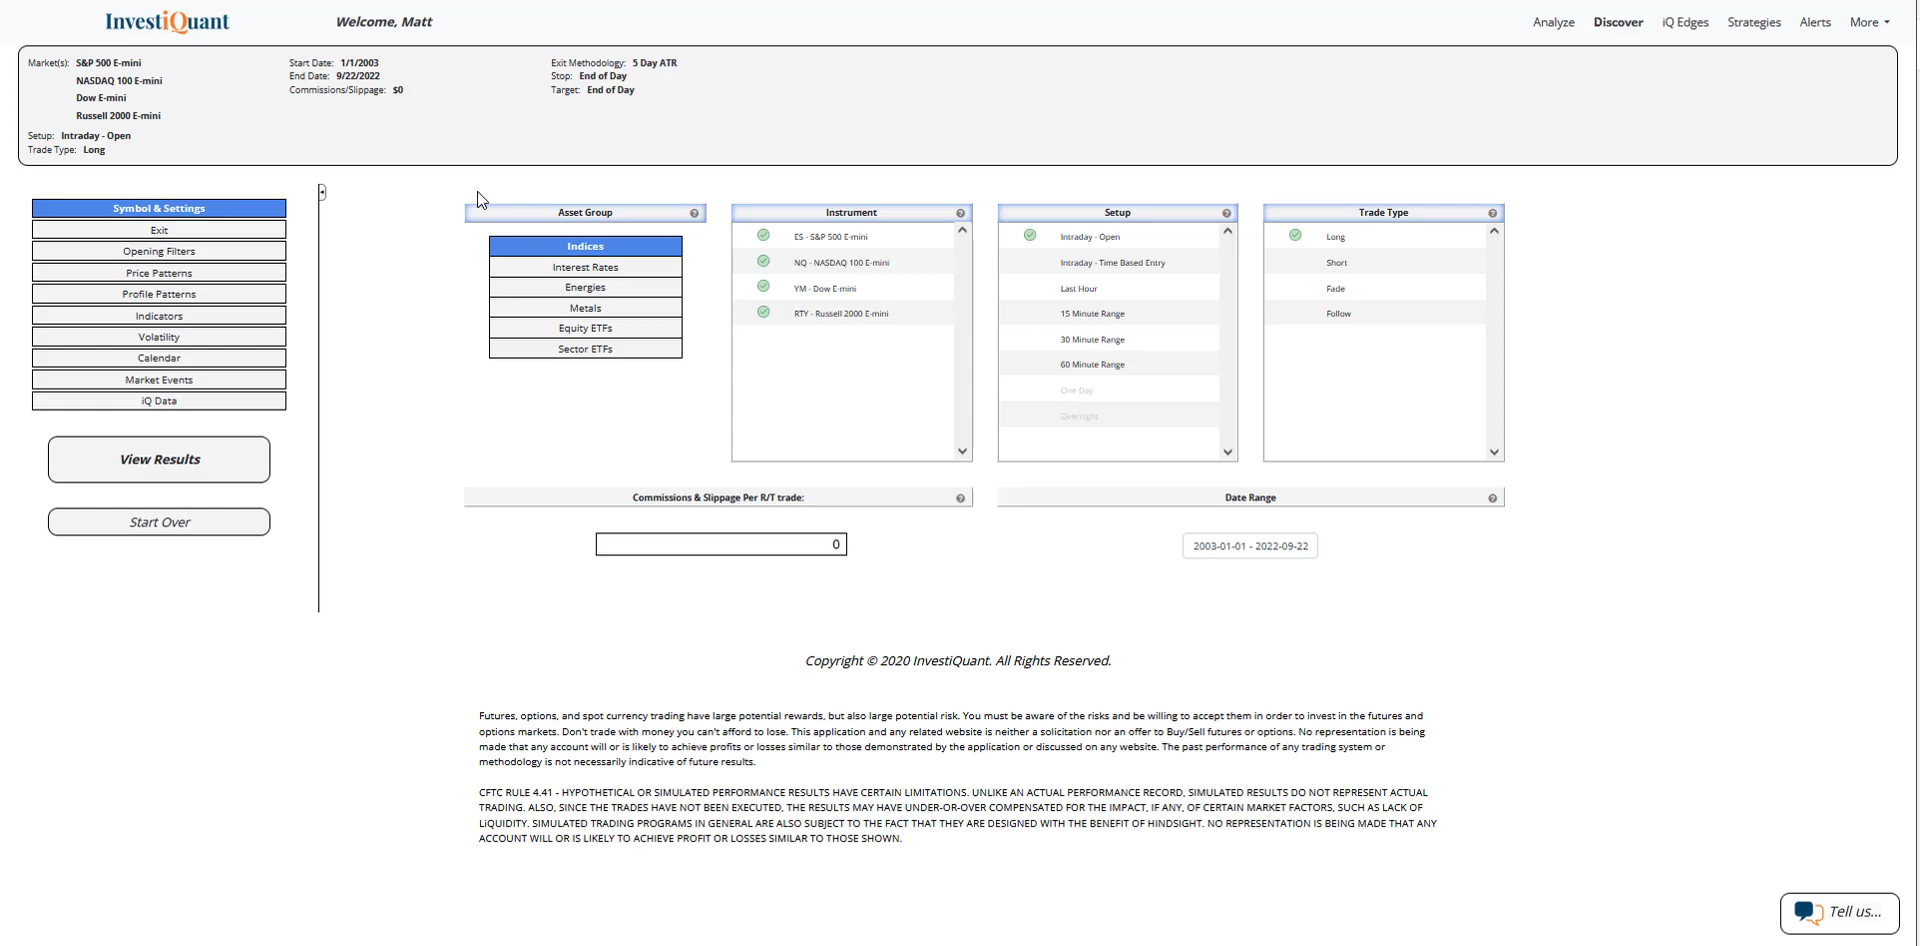 InvestiQuant
Welcome, Matt
Analyze
Discover
iQ Edges
Strategies
Alerts
More
Market(s): S&P 500 E-mini
NASDAQ 100 E-mini
Dow E-mini
Russell 2000 E-mini
Setup: Intraday - Open
Trade Type: Long
Start Date: 1/1/2003
End Date: 9/22/2022
Commissions/Slippage: $0
Exit Methodology: 5 Day ATR
Stop: End of Day
Target: End of Day
Symbol & Settings
Exit
Opening Filters
Price Patterns
Profile Patterns
Indicators
Volatility
Calendar
Market Events
iQ Data
View Results
Start Over
Asset Group
Indices
Interest Rates
Energies
Metals
Equity ETFs
Sector ETFs
Instrument
ES - S&P 500 E-mini
NQ - NASDAQ 100 E-mini
YM - Dow E-mini
RTY - Russell 2000 E-mini
Setup
Intraday - Open
Intraday - Time Based Entry
Last Hour
15 Minute Range
30 Minute Range
60 Minute Range
One Day
Overnight
Trade Type
Long
Short
Fade
Follow
Commissions & Slippage Per R/T trade:
0
Date Range
2003-01-01 - 2022-09-22
Copyright © 2020 InvestiQuant. All Rights Reserved.
Futures, options, and spot currency trading have large potential rewards, but also large potential risk. You must be aware of the risks and be willing to accept them in order to invest in the futures and
options markets. Don't trade with money you can't afford to lose. This application and any related website is neither a solicitation nor an offer to Buy/Sell futures or options. No representation is being
made that any account will or is likely to achieve profits or losses similar to those demonstrated by the application or discussed on any website. The past performance of any trading system or
methodology is not necessarily indicative of future results.
CFTC RULE 4.41 - HYPOTHETICAL OR SIMULATED PERFORMANCE RESULTS HAVE CERTAIN LIMITATIONS. UNLIKE AN ACTUAL PERFORMANCE RECORD, SIMULATED RESULTS DO NOT REPRESENT ACTUAL
TRADING. ALSO, SINCE THE TRADES HAVE NOT BEEN EXECUTED, THE RESULTS MAY HAVE UNDER-OR-OVER COMPENSATED FOR THE IMPACT, IF ANY, OF CERTAIN MARKET FACTORS, SUCH AS LACK OF
LiQUIDITY. SIMULATED TRADING PROGRAMS IN GENERAL ARE ALSO SUBJECT TO THE FACT THAT THEY ARE DESIGNED WITH THE BENEFIT OF HINDSIGHT. NO REPRESENTATION IS BEING MADE THAT ANY
ACCOUNT WILL OR IS LIKELY TO ACHIEVE PROFIT OR LOSSES SIMILAR TO THOSE SHOWN.
Tell us...